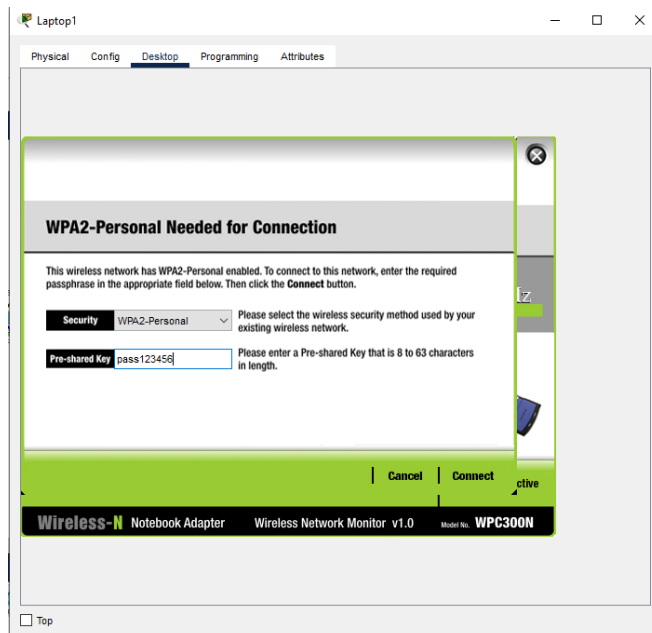 Laptop1
Physical Config Desktop Programming Attributes
WPA2-Personal Needed for Connection
This wireless network has WPA2-Personal enabled. To connect to this network, enter the required
passphrase in the appropriate field below. Then click the Connect button.
Security WPA2-Personal Please select the wireless security method used by your
existing wireless network.
Pre-shared Key pass123456 Please enter a Pre-shared Key that is 8 to 63 characters
in length.
Hz
Cancel Connect
ctive
Wireless-N Notebook Adapter Wireless Network Monitor v1.0 Model No. WPC300N
Top